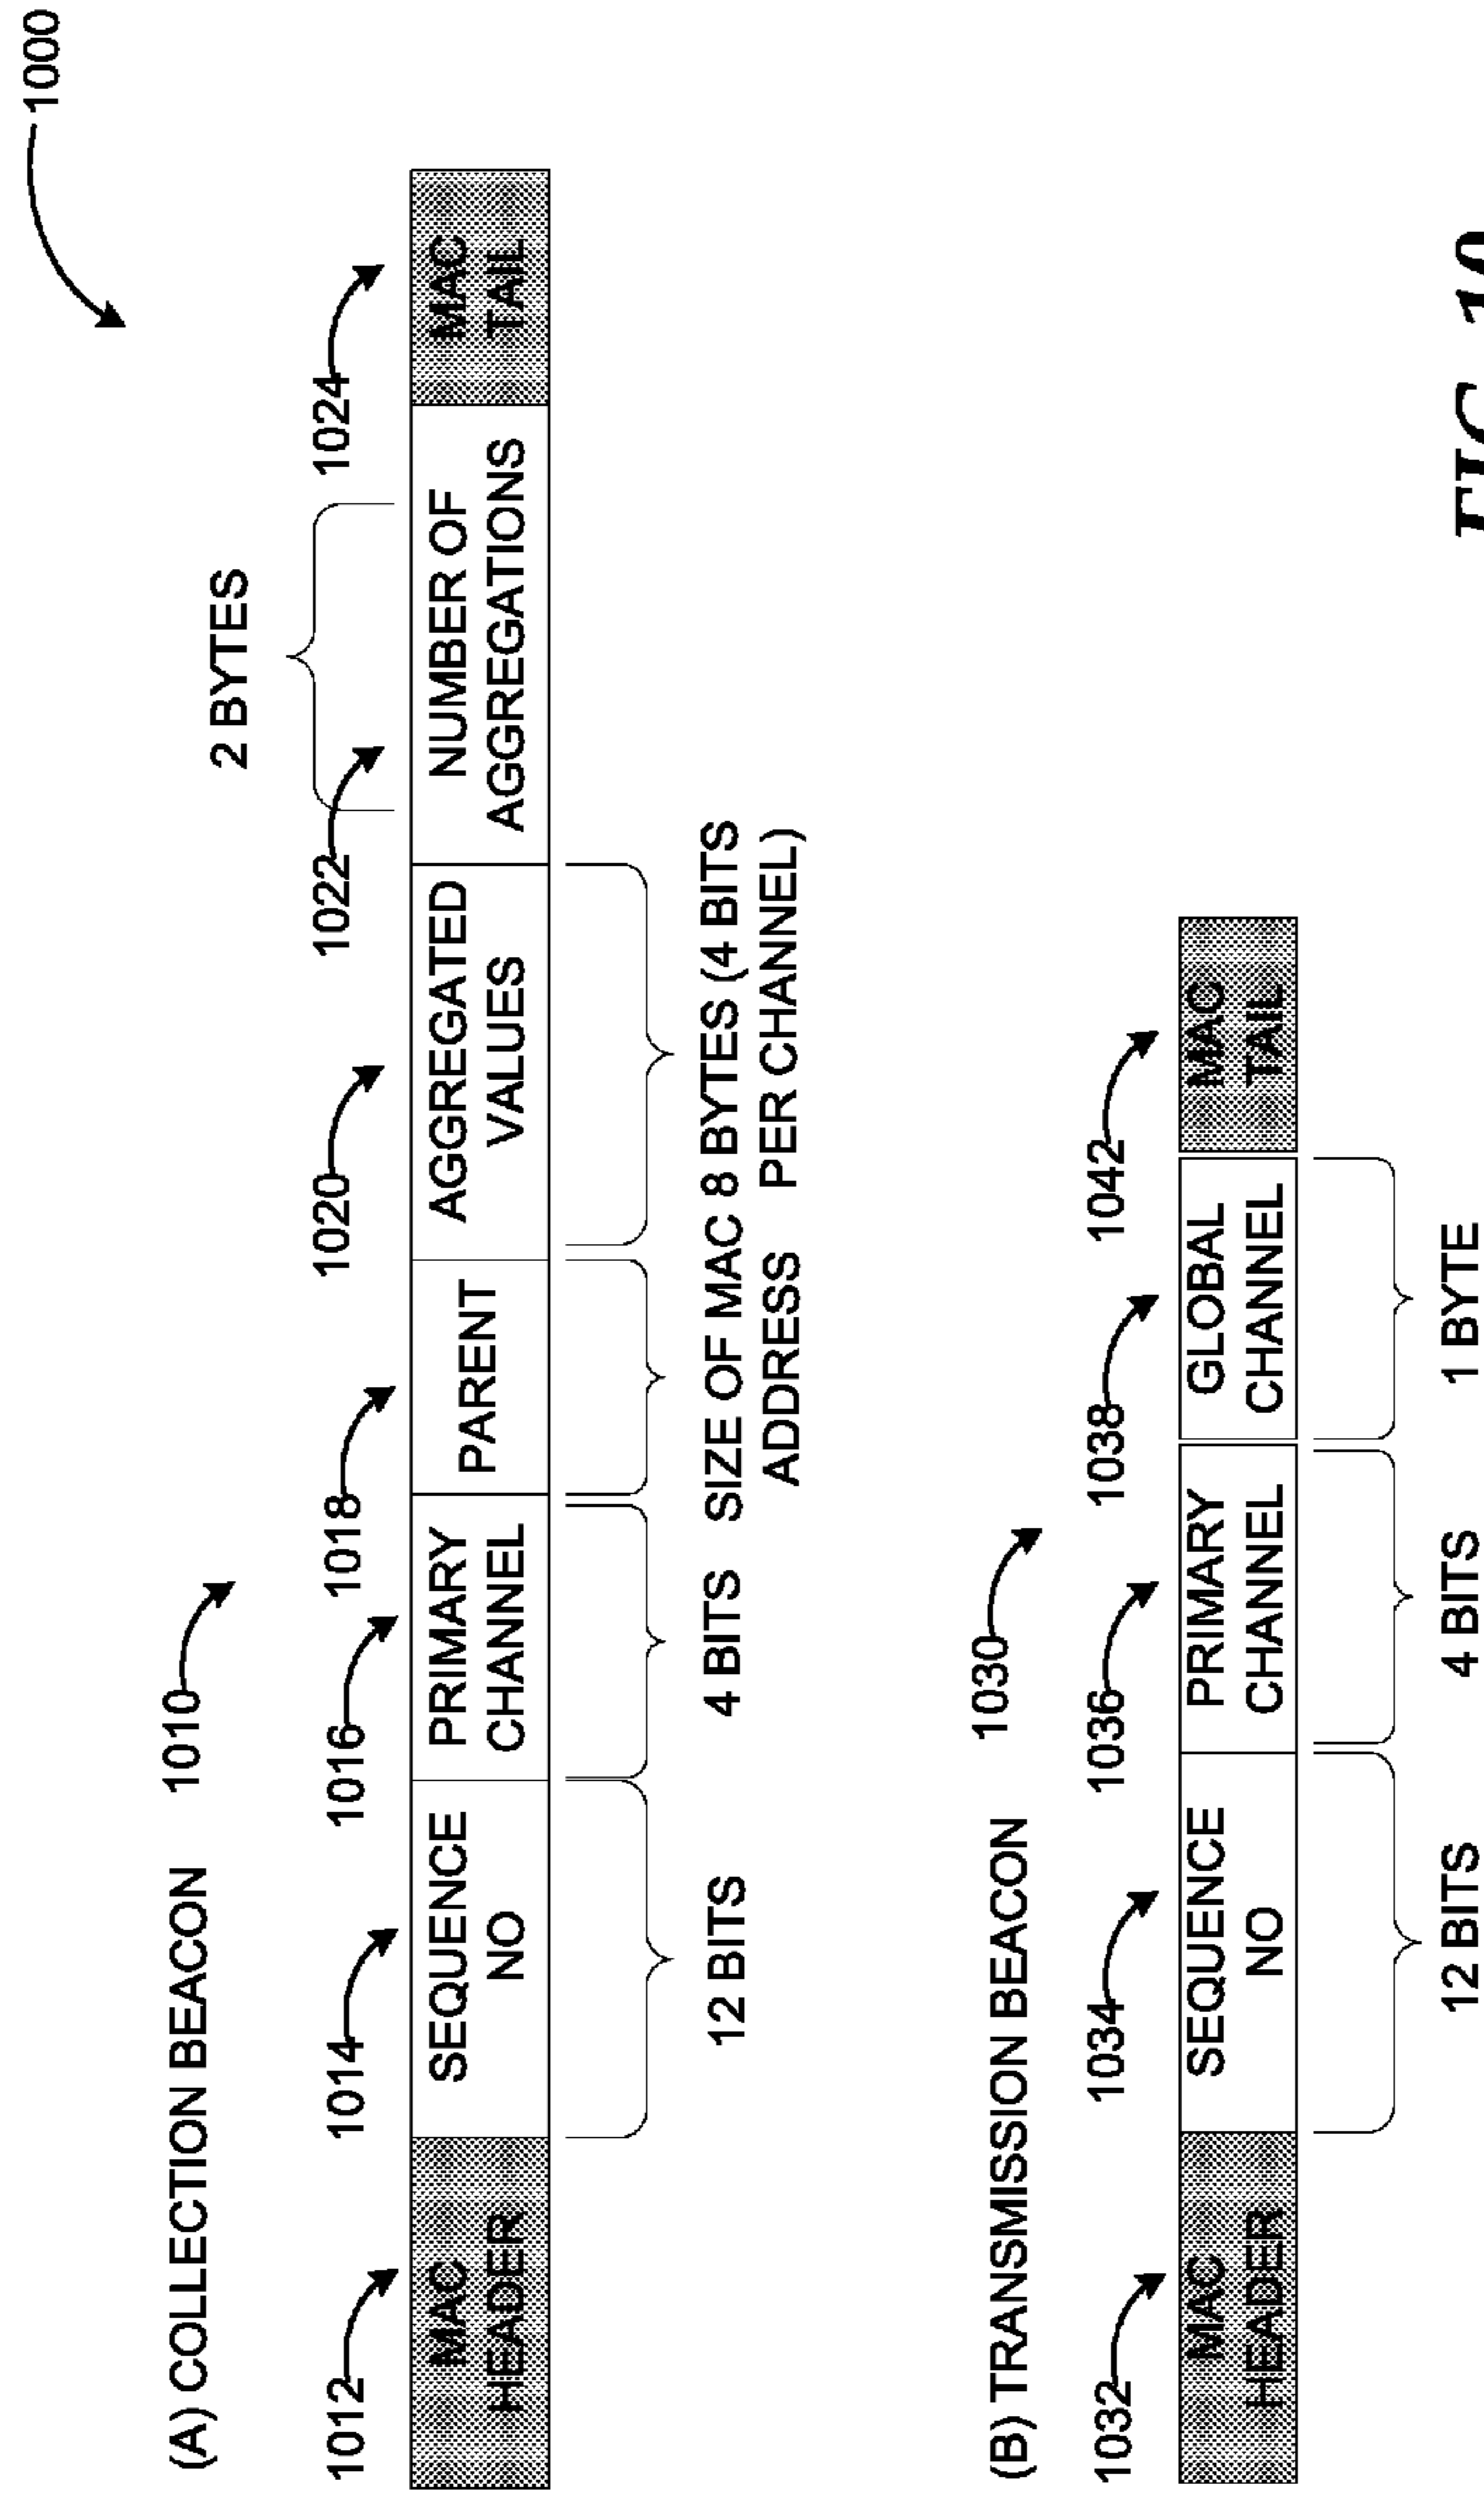 1000
(A) COLLECTION BEACON 1010
2 BYTES
1012 1014 1016 1018 1020 1022 1024
MAC HEADER
SEQUENCE NO
PRIMARY CHANNEL
PARENT
AGGREGATED VALUES
NUMBER OF AGGREGATIONS
MAC TAIL
12 BITS
4 BITS
SIZE OF MAC ADDRESS
8 BYTES (4 BITS
PER CHANNEL)
(B) TRANSMISSION BEACON 1030
1032 1034 1036 1038 1042
MAC HEADER
SEQUENCE NO
PRIMARY CHANNEL
GLOBAL CHANNEL
MAC TAIL
12 BITS
4 BITS
1 BYTE